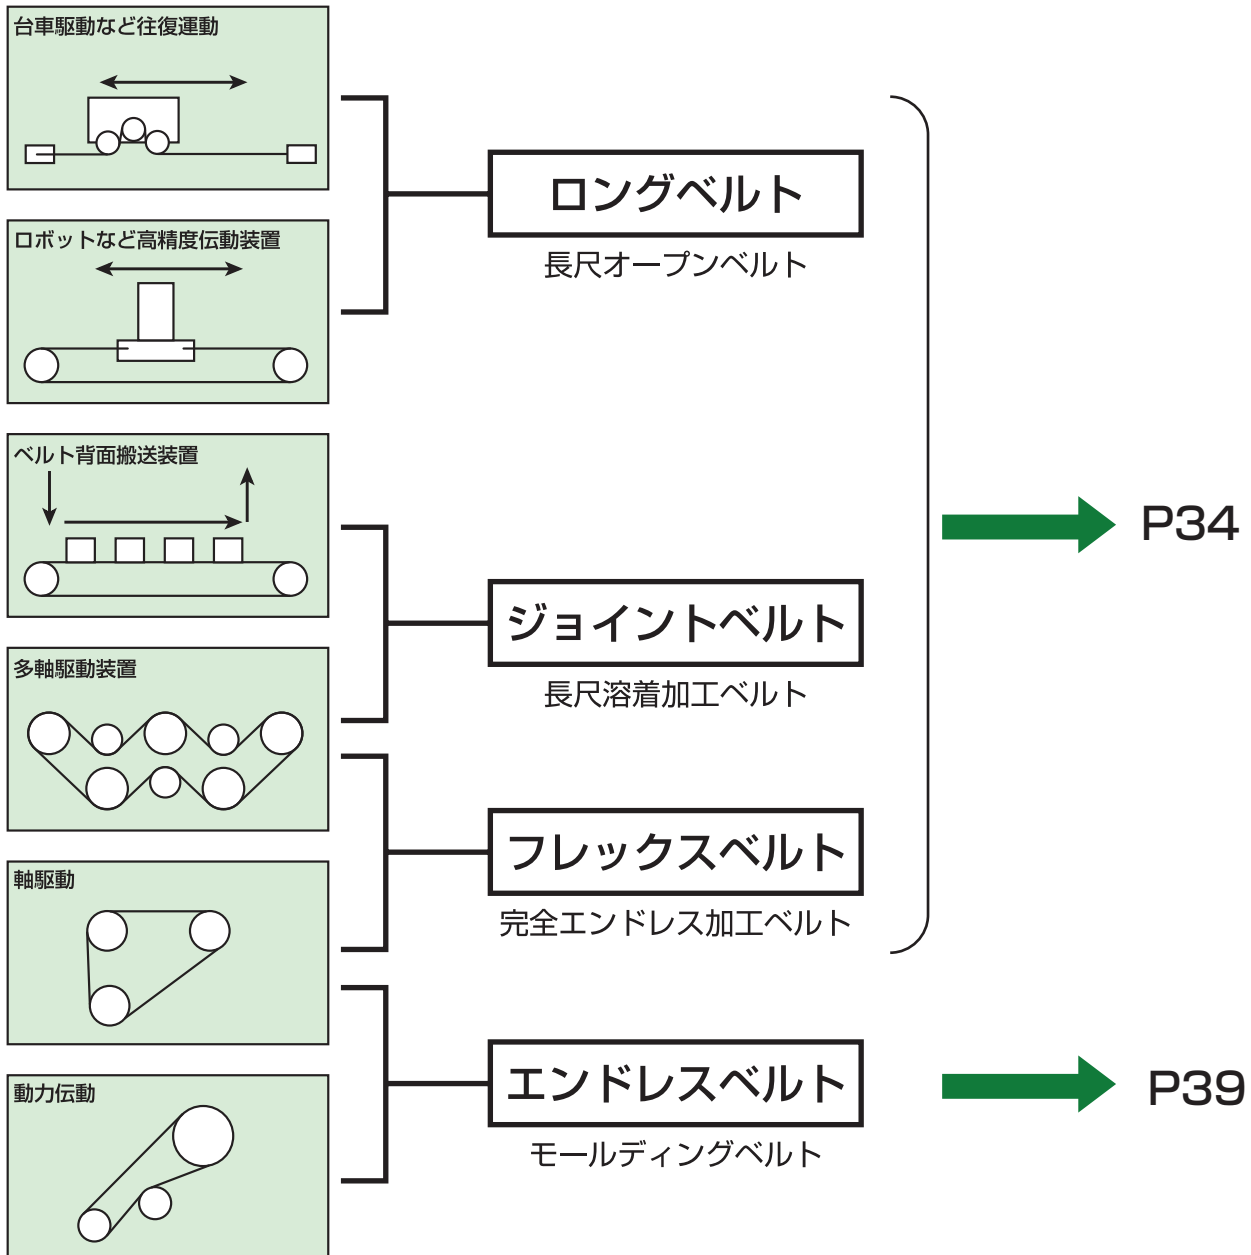 台車駆動など往復運動
ロボットなど高精度伝動装置
ベルト背面搬送装置
多軸駆動装置
軸駆動
動力伝動
ロングベルト
長尺オープンベルト
ジョイントベルト
長尺溶着加工ベルト
フレックスベルト
完全エンドレス加工ベルト
エンドレスベルト
モールディングベルト
P34
P39